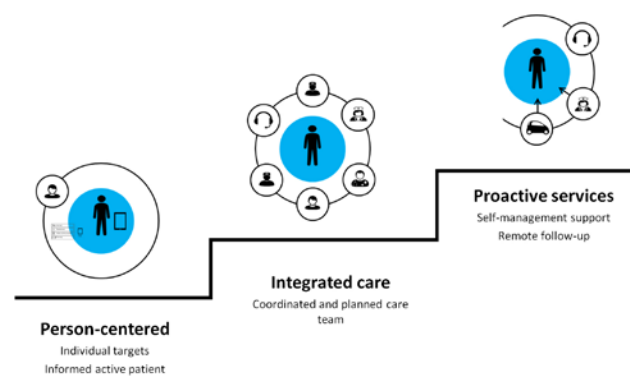 Person-centered
Individual targets
Informed active patient
Integrated care
Coordinated and planned care
team
Proactive services
Self-management support
Remote follow-up